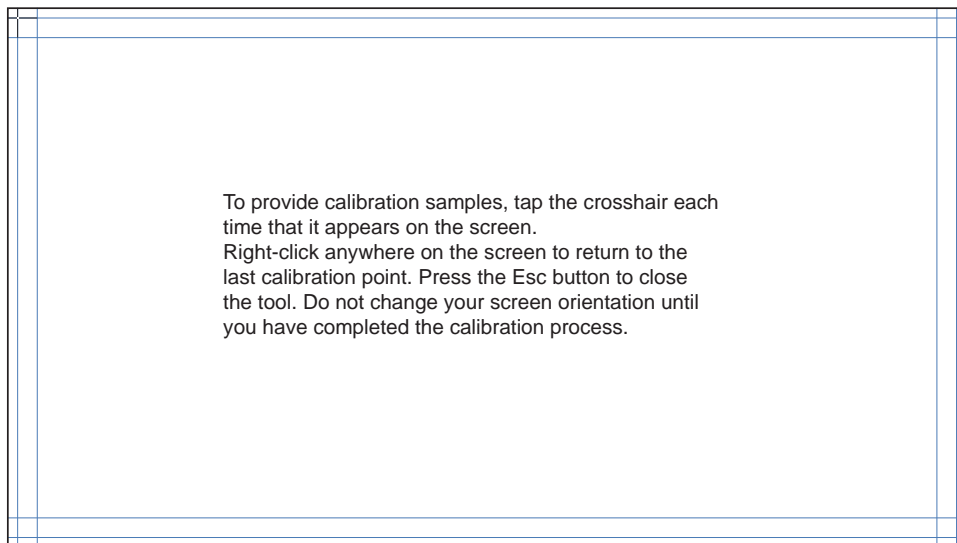 To provide calibration samples, tap the crosshair each
time that it appears on the screen.
Right-click anywhere on the screen to return to the
last calibration point. Press the Esc button to close
the tool. Do not change your screen orientation until
you have completed the calibration process.